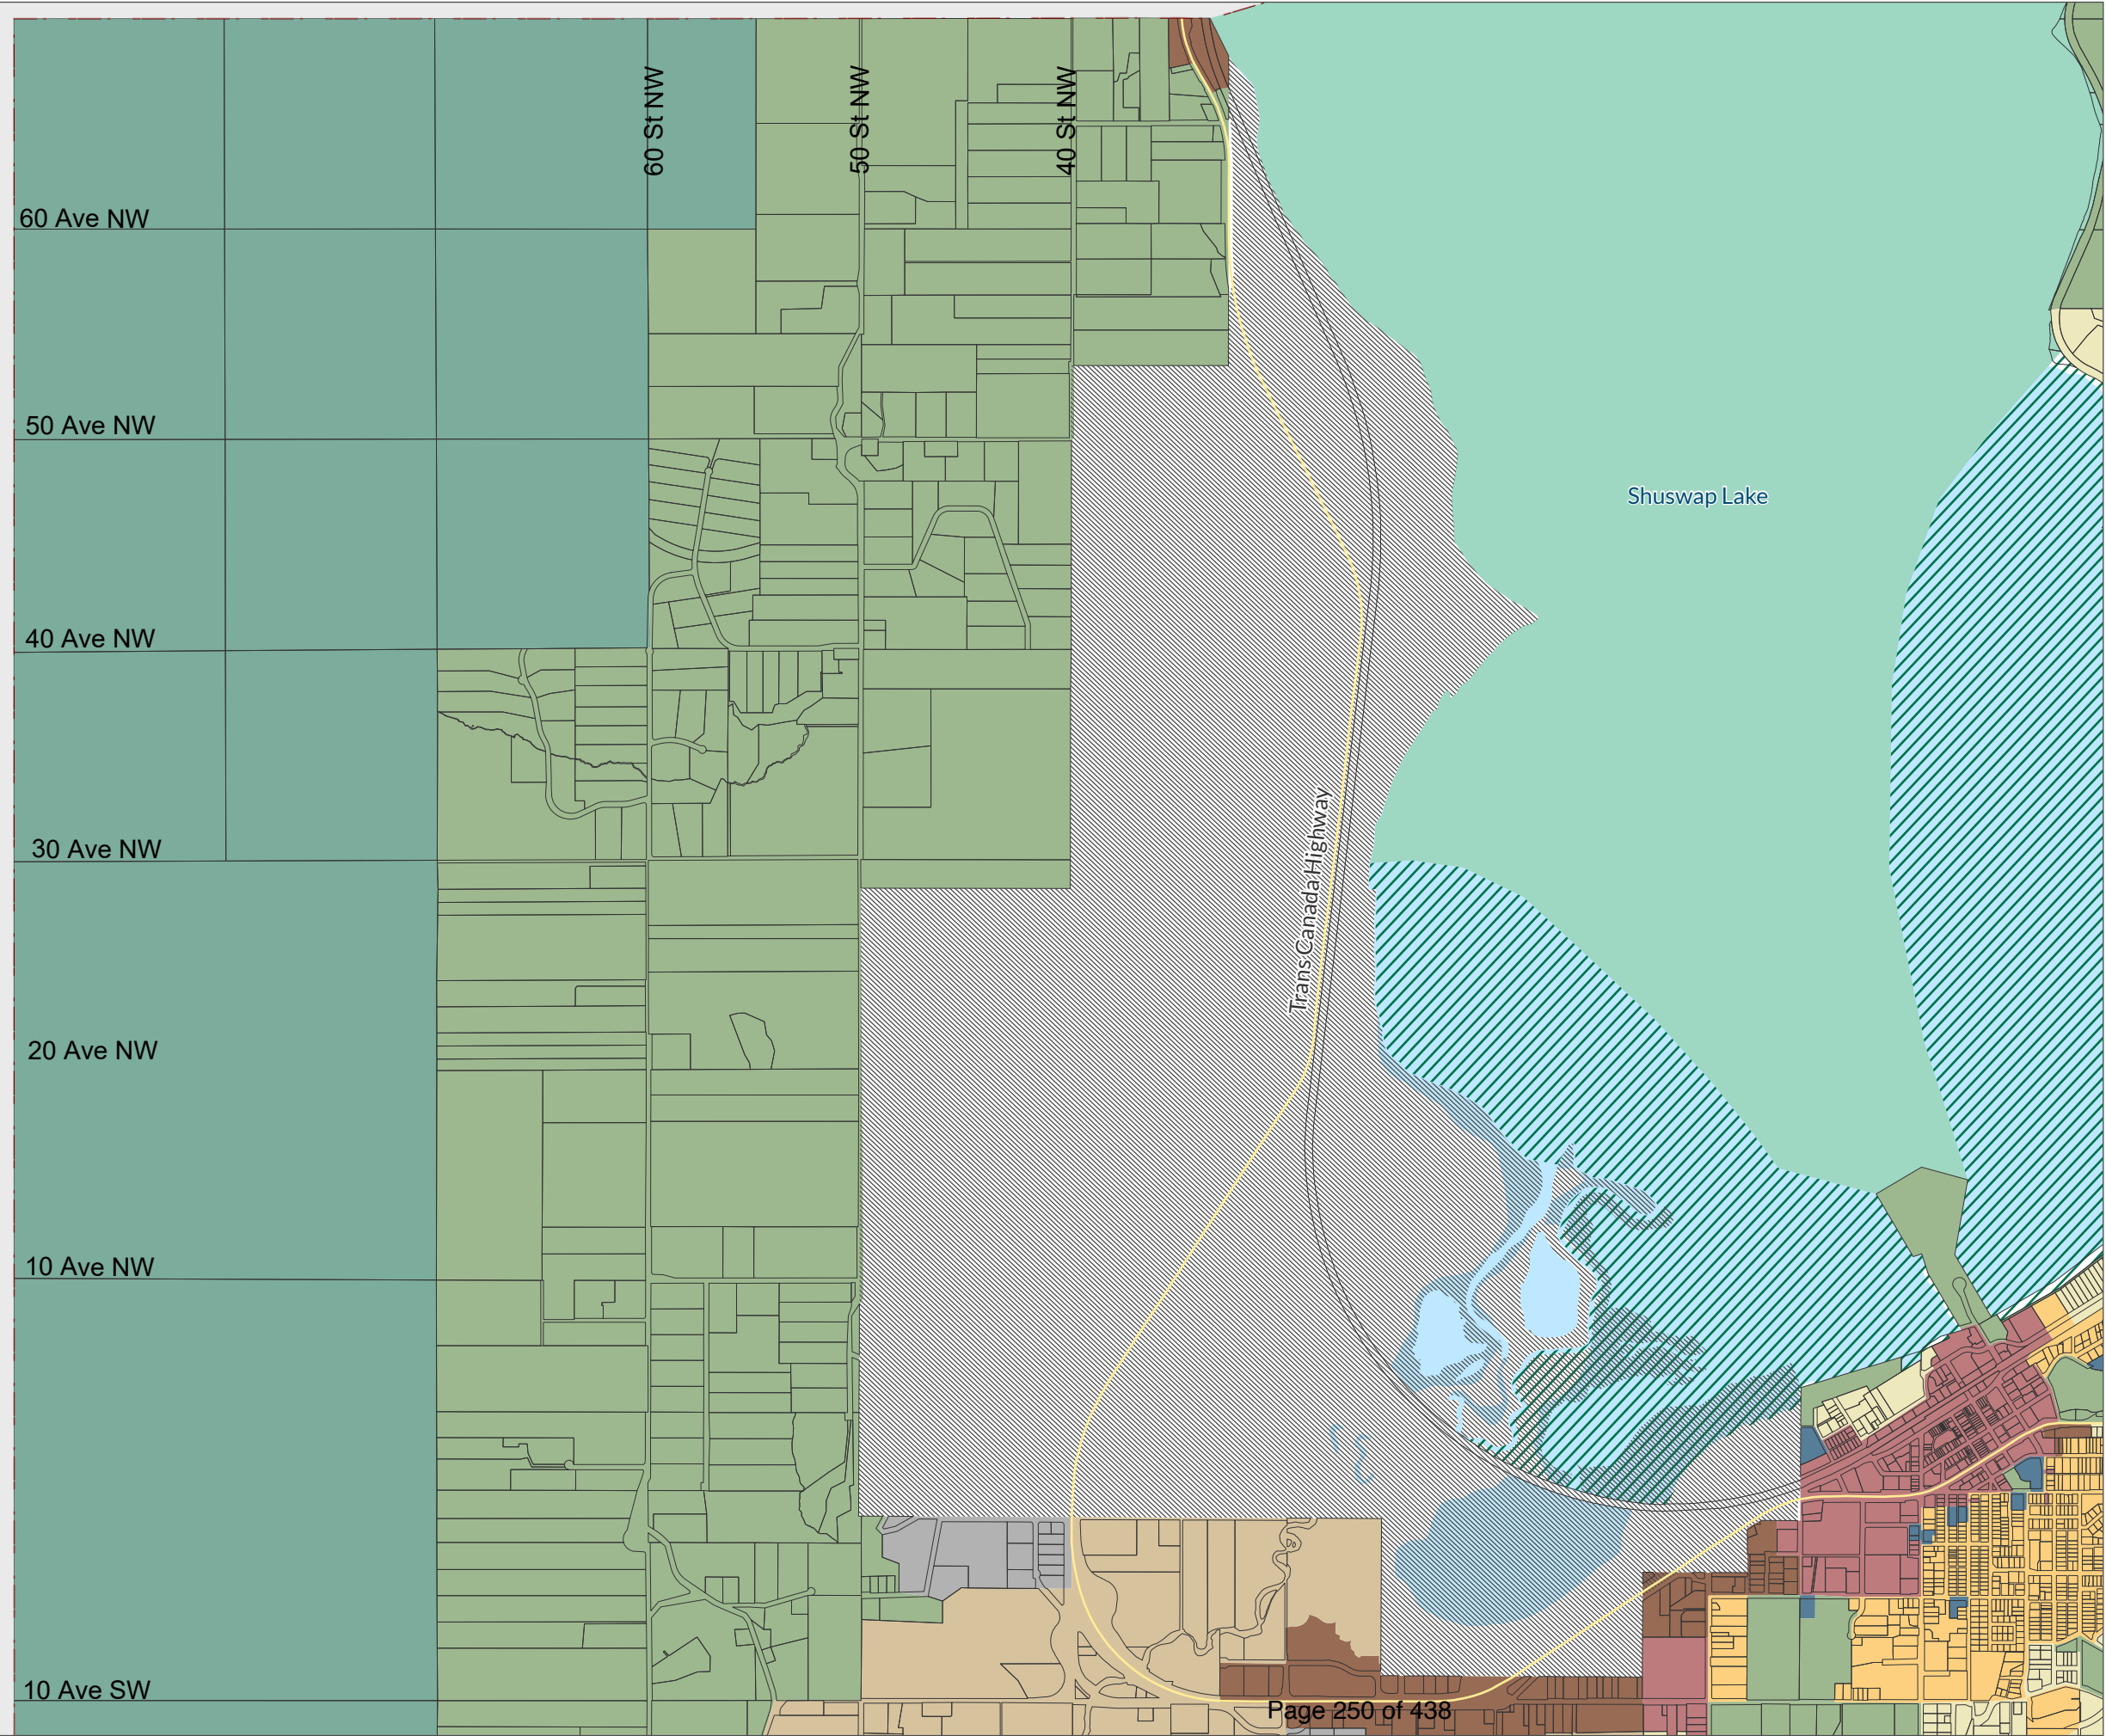 60 St NW
50 St NW
40 St NW
60 Ave NW
50 Ave NW
Shuswap Lake
40 Ave NW
30 Ave NW
Trans Canada Highway
20 Ave NW
10 Ave NW
10 Ave SW
Page 250 of 438